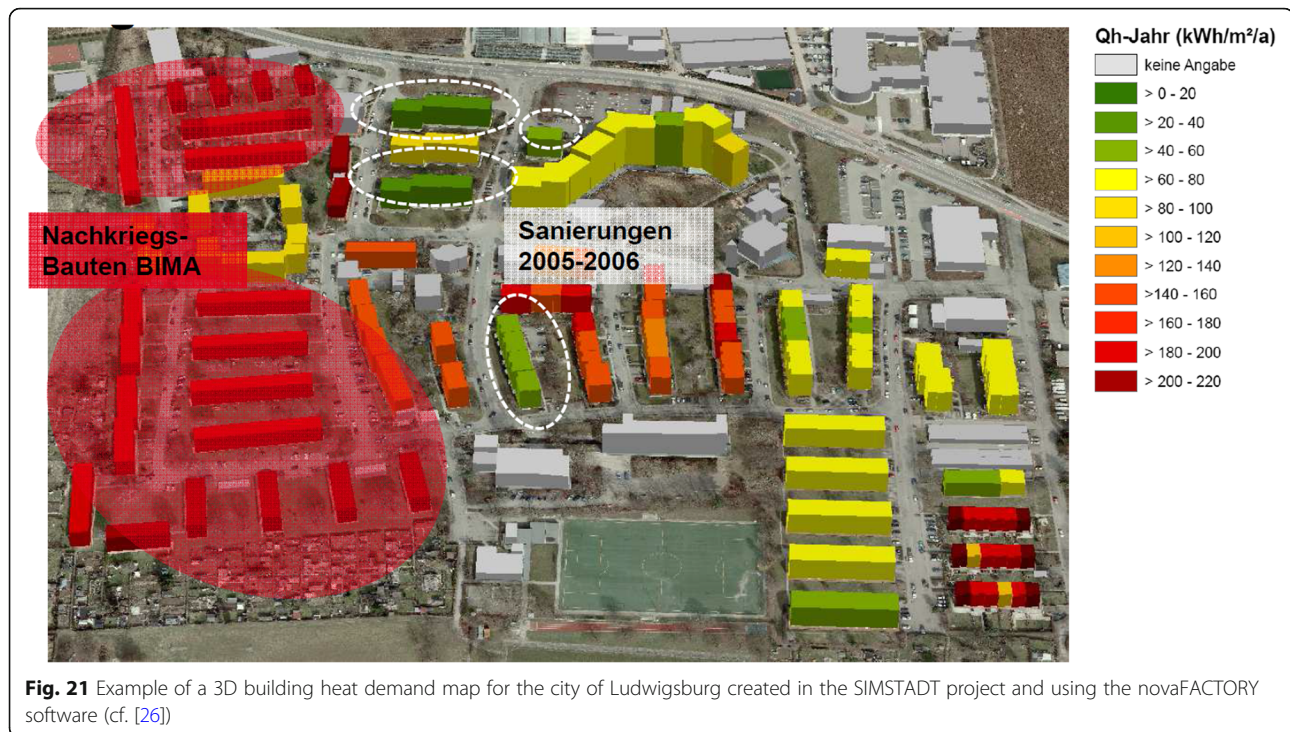 Nachkriegs-
Bauten BIMA
Sanierungen
2005-2006
Qh-Jahr (kWh/m²/a)
keine Angabe
> 0 - 20
> 20 - 40
> 40 - 60
> 60 - 80
> 80 - 100
> 100 - 120
> 120 - 140
>140 - 160
> 160 - 180
> 180 - 200
> 200 - 220
Fig. 21 Example of a 3D building heat demand map for the city of Ludwigsburg created in the SIMSTADT project and using the novaFACTORY
software (cf. [26])